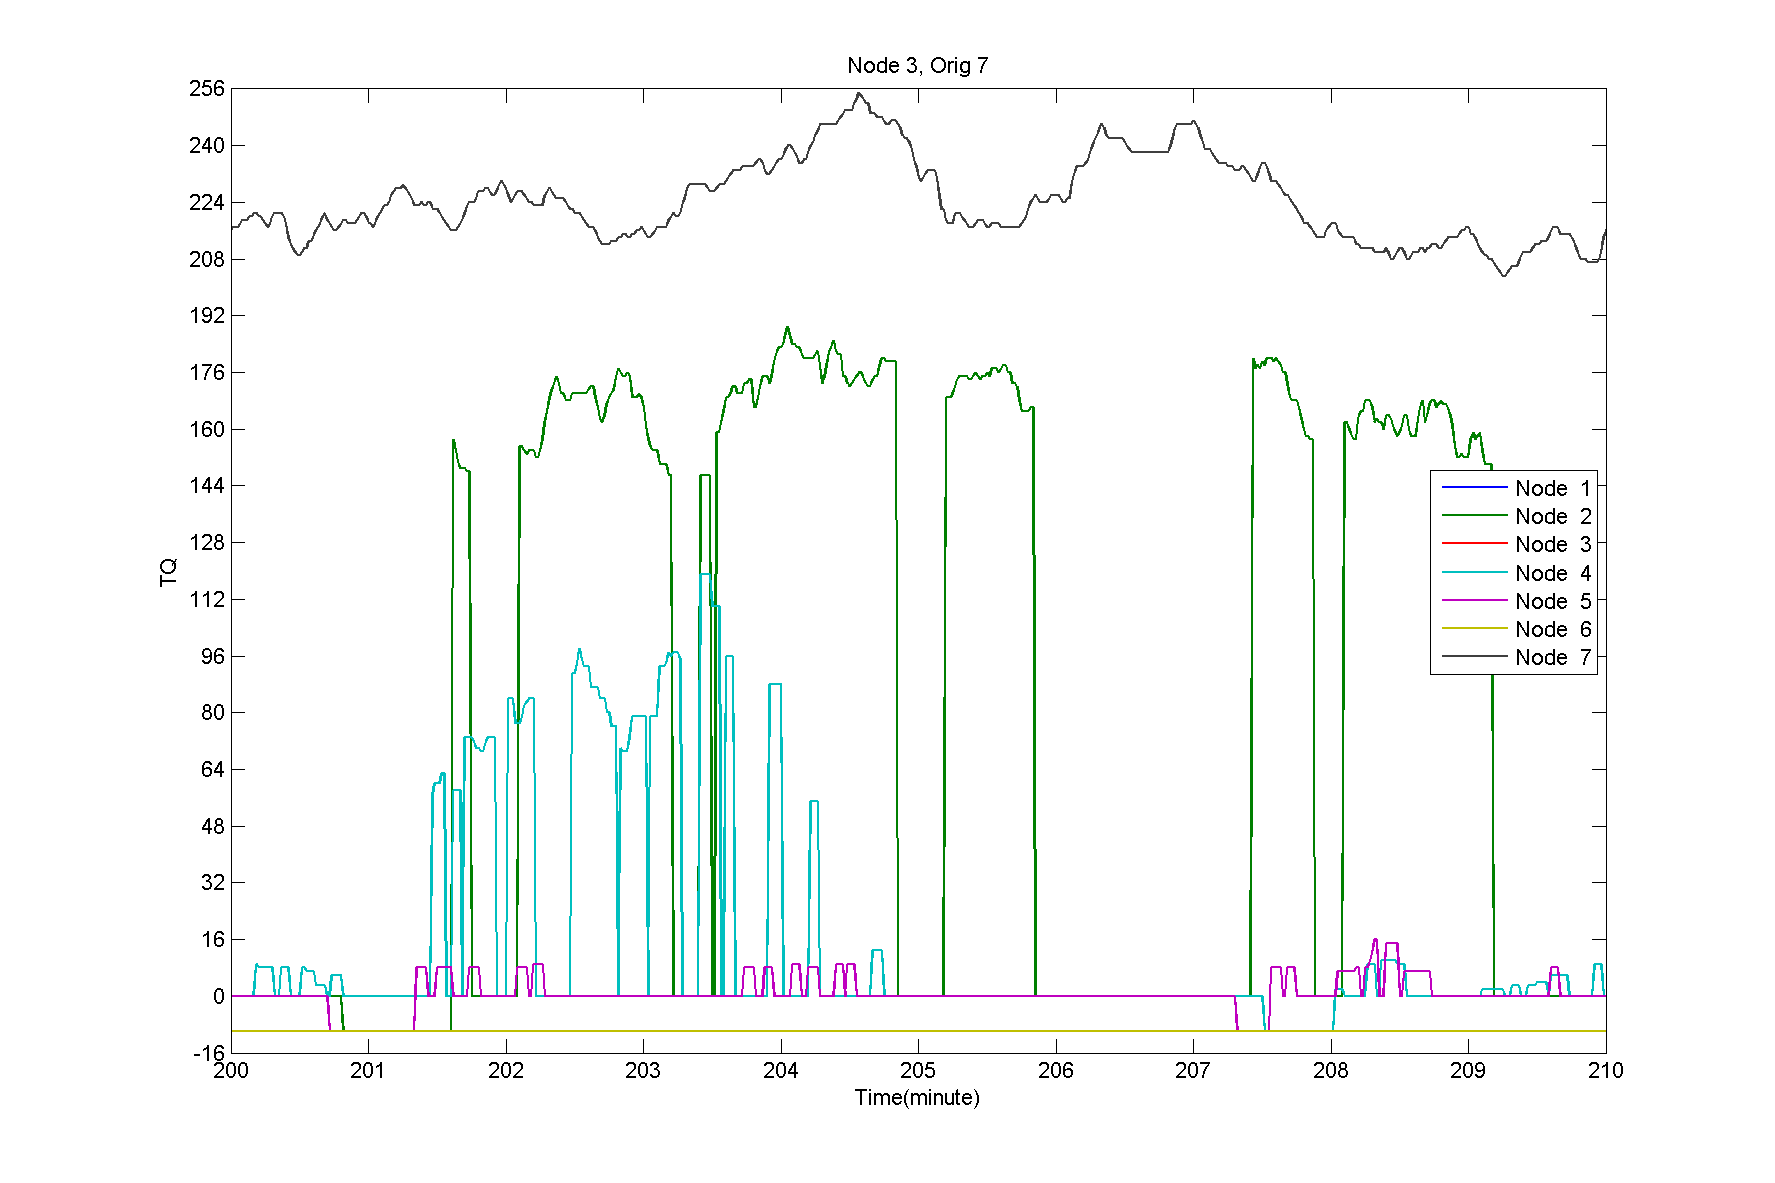 Node 3, Orig 7
256
240
224
208
192
176
160
144
128
112
96
80
64
48
32
16
0
-16
TQ
Node 1
Node 2
Node 3
Node 4
Node 5
Node 6
Node 7
200 201 202 203 204 205 206 207 208 209 210
Time(minute)